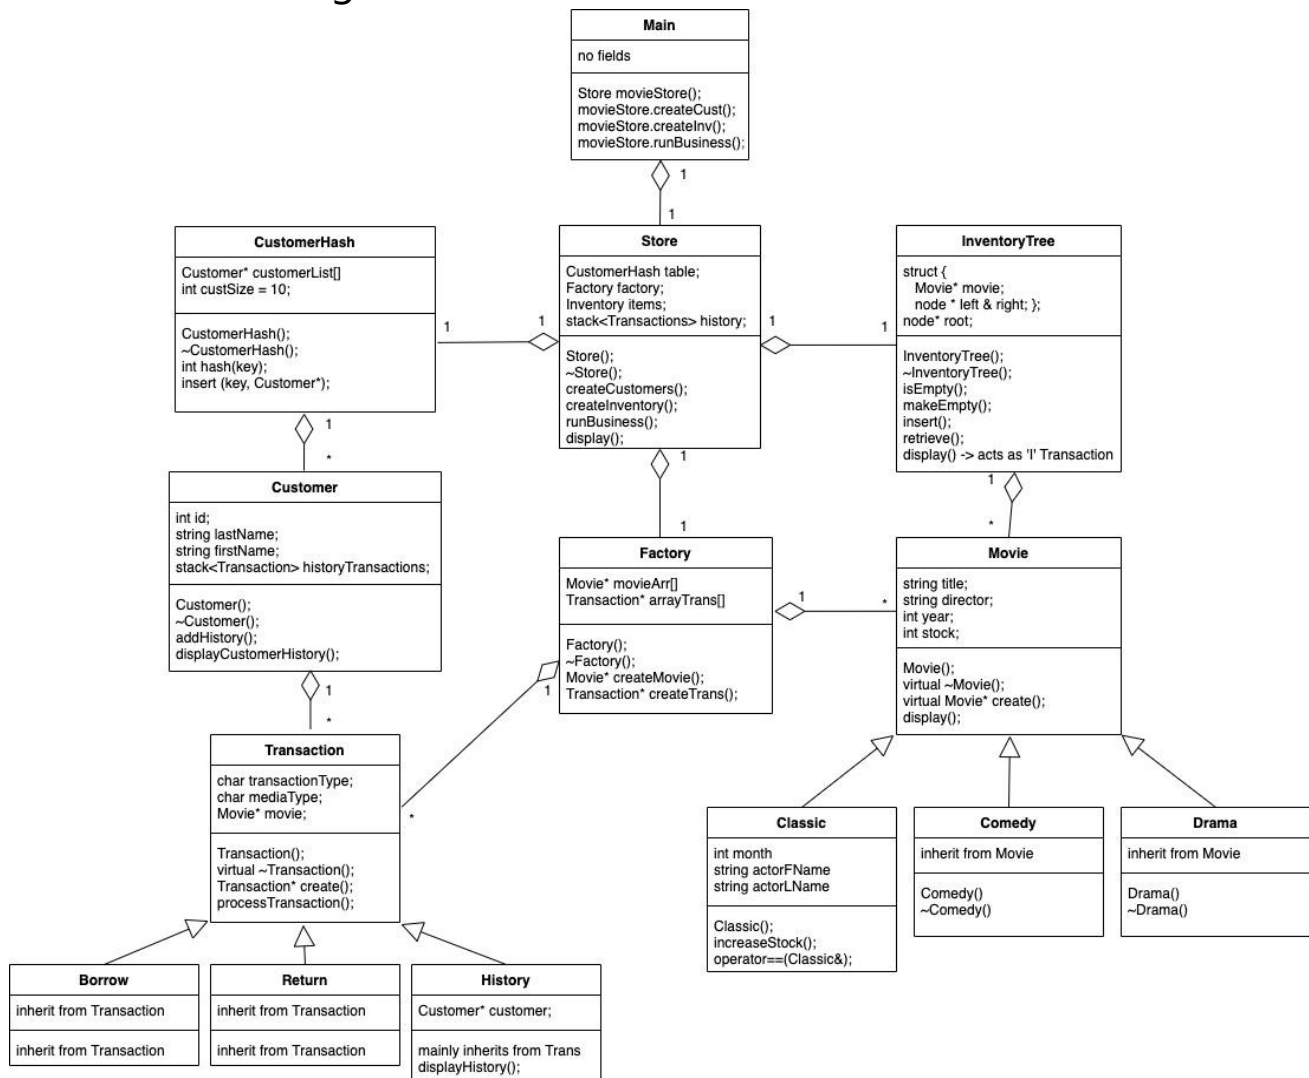 Main
no fields
Store movieStore();
movieStore.createCust();
movieStore.createInv();
movieStore.runBusiness();
1
1
CustomerHash
Customer* customerList[]
int custSize = 10;
CustomerHash();
~CustomerHash();
int hash(key);
insert (key, Customer*);
1
1
Store
CustomerHash table;
Factory factory;
Inventory items;
stack<Transactions> history;
Store();
~Store();
createCustomers();
createInventory();
runBusiness();
display();
1
1
InventoryTree
struct {
Movie* movie;
node * left & right; };
node* root;
InventoryTree();
~InventoryTree();
isEmpty();
makeEmpty();
insert();
retrieve();
display() -> acts as 'I' Transaction
1
*
1
1
1
*
Customer
int id;
string lastName;
string firstName;
stack<Transaction> historyTransactions;
Customer();
~Customer();
addHistory();
displayCustomerHistory();
1
*
Factory
Movie* movieArr[]
Transaction* arrayTrans[]
Factory();
~Factory();
Movie* createMovie();
Transaction* createTrans();
1
*
1
*
Movie
string title;
string director;
int year;
int stock;
Movie();
virtual ~Movie();
virtual Movie* create();
display();
Transaction
char transactionType;
char mediaType;
Movie* movie;
Transaction();
virtual ~Transaction();
Transaction* create();
processTransaction();
Classic
int month
string actorFName
string actorLName
Classic();
increaseStock();
operator==(Classic&);
Comedy
inherit from Movie
Comedy()
~Comedy()
Drama
inherit from Movie
Drama()
~Drama()
Borrow
inherit from Transaction
inherit from Transaction
Return
inherit from Transaction
inherit from Transaction
History
Customer* customer;
mainly inherits from Trans
displayHistory();